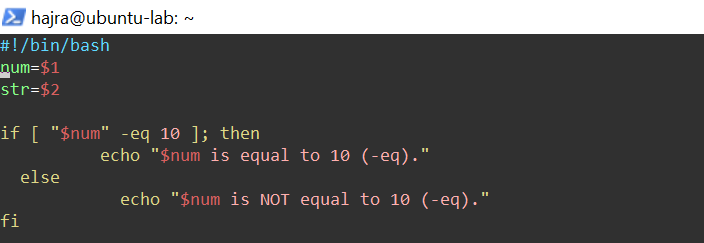 hajra@ubuntu-lab: ~
#!/bin/bash
num=$1
str=$2
if [ "$num" -eq 10 ]; then
          echo "$num is equal to 10 (-eq)."
  else
            echo "$num is NOT equal to 10 (-eq)."
fi